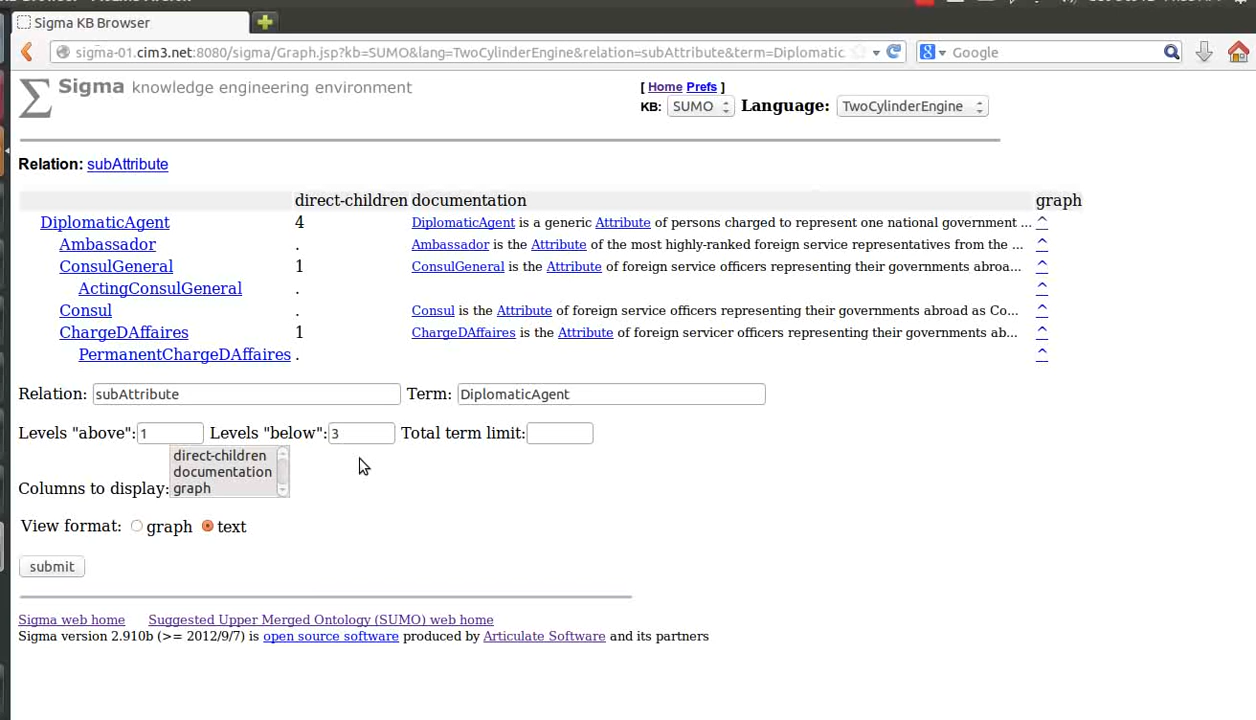 Sigma KB Browser
sigma-01.cim3.net:8080/sigma/Graph.jsp?kb=SUMO&lang=TwoCylinderEngine&relation=subAttribute&term=Diplomatic
Google
Sigma knowledge engineering environment
[ Home Prefs ]
KB: SUMO Language: TwoCylinderEngine
Relation: subAttribute
direct-children documentation graph
DiplomaticAgent 4 DiplomaticAgent is a generic Attribute of persons charged to represent one national government ... ^
Ambassador . Ambassador is the Attribute of the most highly-ranked foreign service representatives from the ... ^
ConsulGeneral 1 ConsulGeneral is the Attribute of foreign service officers representing their governments abroa... ^
ActingConsulGeneral . ^
Consul . Consul is the Attribute of foreign service officers representing their governments abroad as Co... ^
ChargeDAffaires 1 ChargeDAffaires is the Attribute of foreign servicer officers representing their governments ab... ^
PermanentChargeDAffaires . ^
Relation: subAttribute Term: DiplomaticAgent
Levels "above": 1 Levels "below": 3 Total term limit:
direct-children
documentation
Columns to display: graph
View format: graph text
submit
Sigma web home Suggested Upper Merged Ontology (SUMO) web home
Sigma version 2.910b (>= 2012/9/7) is open source software produced by Articulate Software and its partners